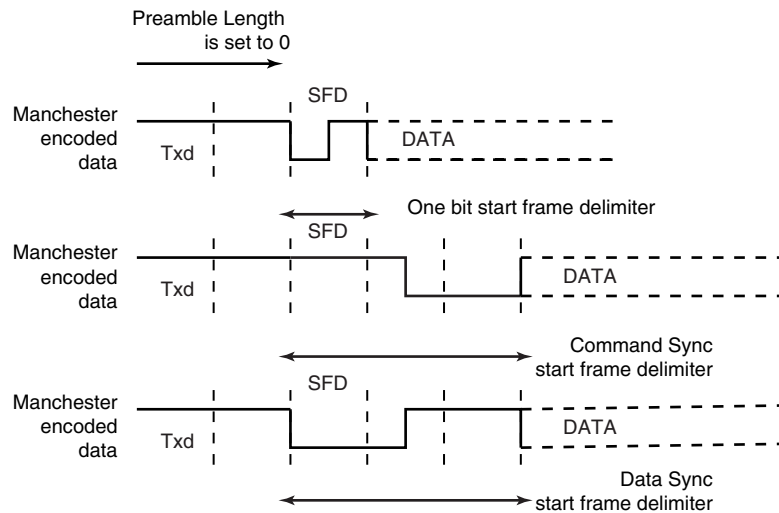 Preamble Length
is set to 0
SFD
Manchester
encoded
data
Txd
DATA
One bit start frame delimiter
SFD
Manchester
encoded
data
Txd
DATA
Command Sync
start frame delimiter
SFD
Manchester
encoded
data
Txd
DATA
Data Sync
start frame delimiter